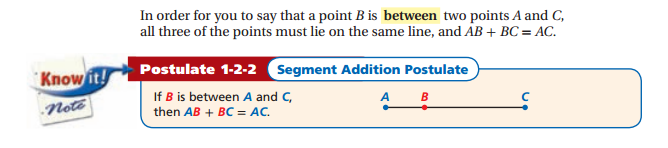 In order for you to say that a point B is between two points A and C,
all three of the points must lie on the same line, and AB + BC = AC.
Know it!
Note
Postulate 1-2-2 Segment Addition Postulate
If B is between A and C,
then AB + BC = AC.
A B C